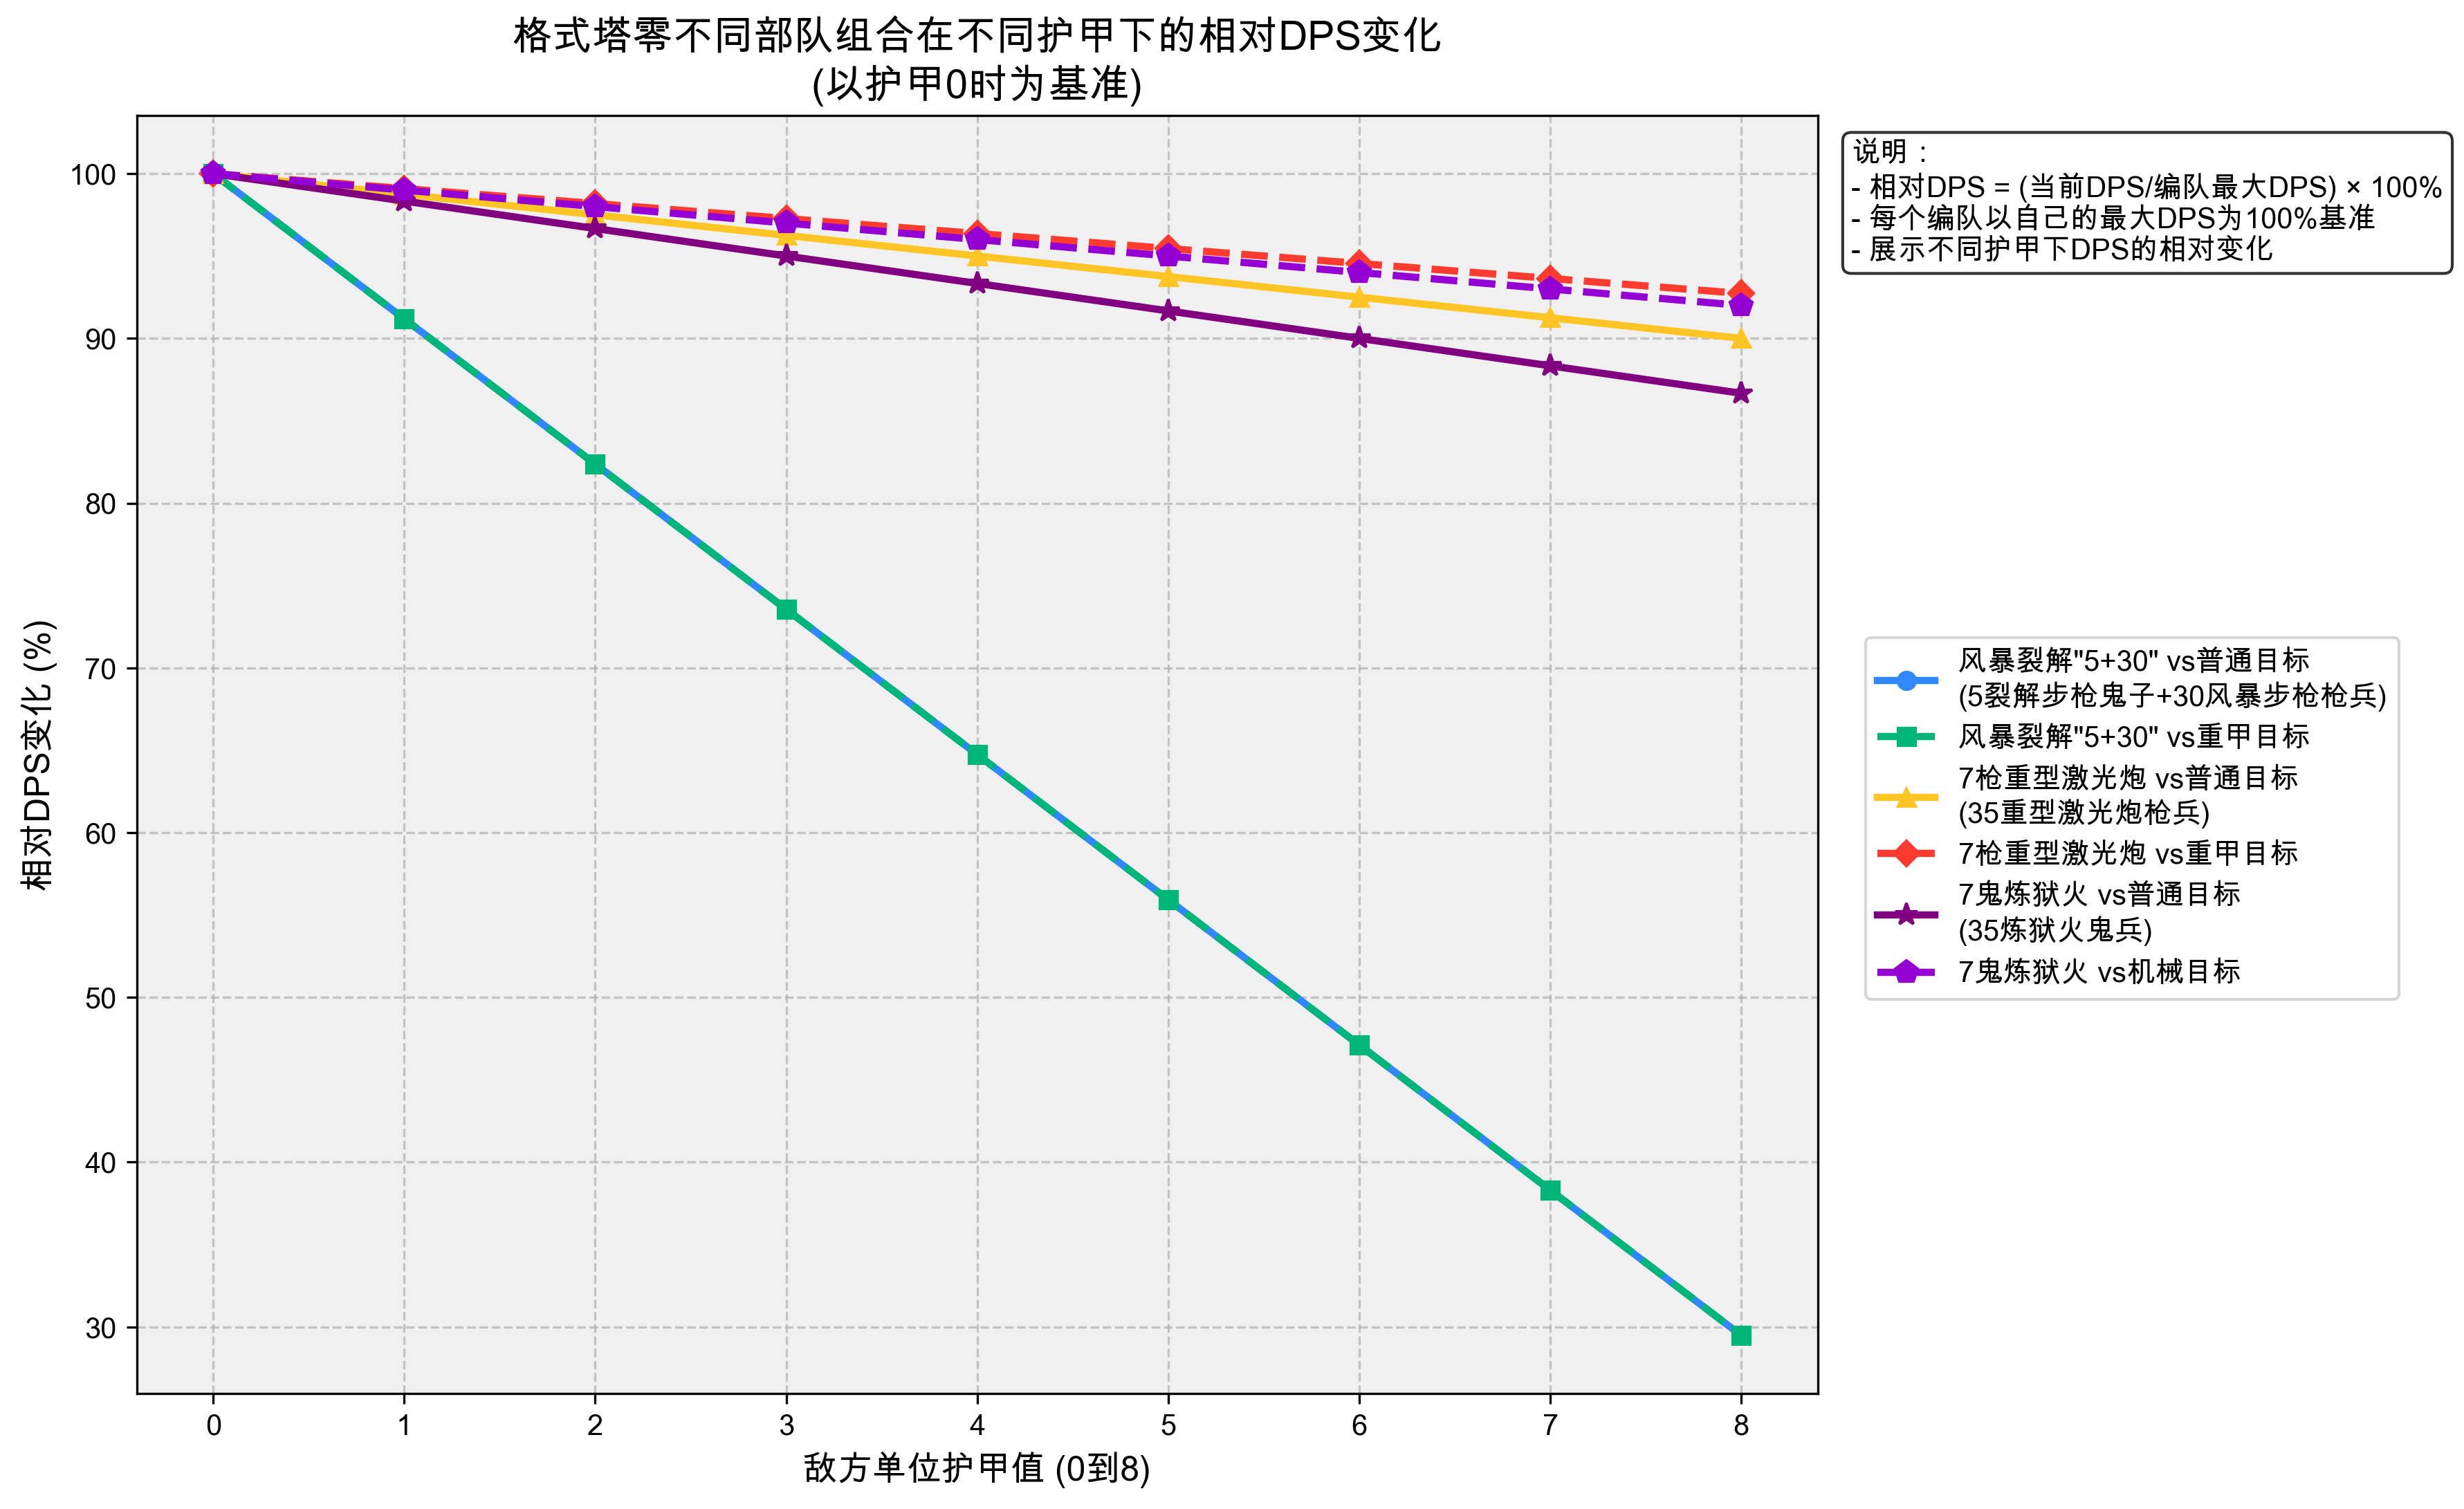 格式塔零不同部队组合在不同护甲下的相对DPS变化
(以护甲0时为基准)
相对DPS变化 (%)
100
90
80
70
60
50
40
30
0
1
2
3
4
5
6
7
8
敌方单位护甲值 (0到8)
说明：
- 相对DPS = (当前DPS/编队最大DPS) × 100%
- 每个编队以自己的最大DPS为100%基准
- 展示不同护甲下DPS的相对变化
风暴裂解"5+30" vs普通目标
(5裂解步枪鬼子+30风暴步枪枪兵)
风暴裂解"5+30" vs重甲目标
7枪重型激光炮 vs普通目标
(35重型激光炮枪兵)
7枪重型激光炮 vs重甲目标
7鬼炼狱火 vs普通目标
(35炼狱火鬼兵)
7鬼炼狱火 vs机械目标